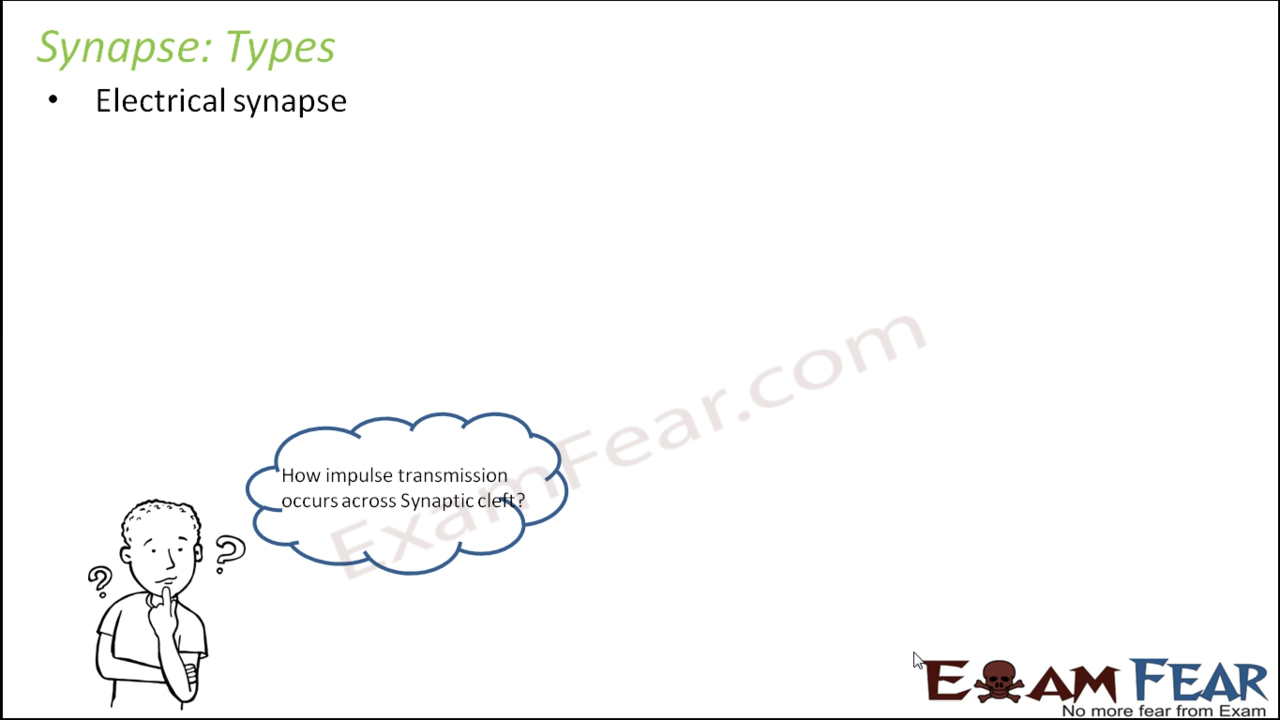 Synapse: Types
• Electrical synapse
How impulse transmission
occurs across Synaptic cleft?
ExamFear.com
EXAM FEAR
No more fear from Exam